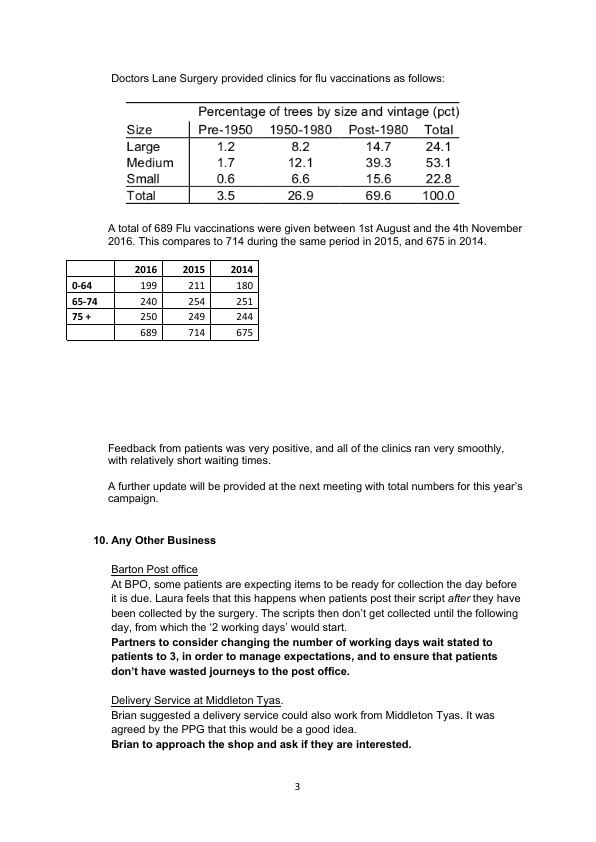 Doctors Lane Surgery provided clinics for flu vaccinations as follows:
Percentage of trees by size and vintage (pct)
Size Pre-1950 1950-1980 Post-1980 Total
Large 1.2 8.2 14.7 24.1
Medium 1.7 12.1 39.3 53.1
Small 0.6 6.6 15.6 22.8
Total 3.5 26.9 69.6 100.0
A total of 689 Flu vaccinations were given between 1st August and the 4th November
2016. This compares to 714 during the same period in 2015, and 675 in 2014.
2016 2015 2014
0-64 199 211 180
65-74 240 254 251
75 + 250 249 244
689 714 675
Feedback from patients was very positive, and all of the clinics ran very smoothly,
with relatively short waiting times.
A further update will be provided at the next meeting with total numbers for this year's
campaign.
10. Any Other Business
Barton Post office
At BPO, some patients are expecting items to be ready for collection the day before
it is due. Laura feels that this happens when patients post their script after they have
been collected by the surgery. The scripts then don't get collected until the following
day, from which the '2 working days' would start.
Partners to consider changing the number of working days wait stated to
patients to 3, in order to manage expectations, and to ensure that patients
don't have wasted journeys to the post office.
Delivery Service at Middleton Tyas.
Brian suggested a delivery service could also work from Middleton Tyas. It was
agreed by the PPG that this would be a good idea.
Brian to approach the shop and ask if they are interested.
3